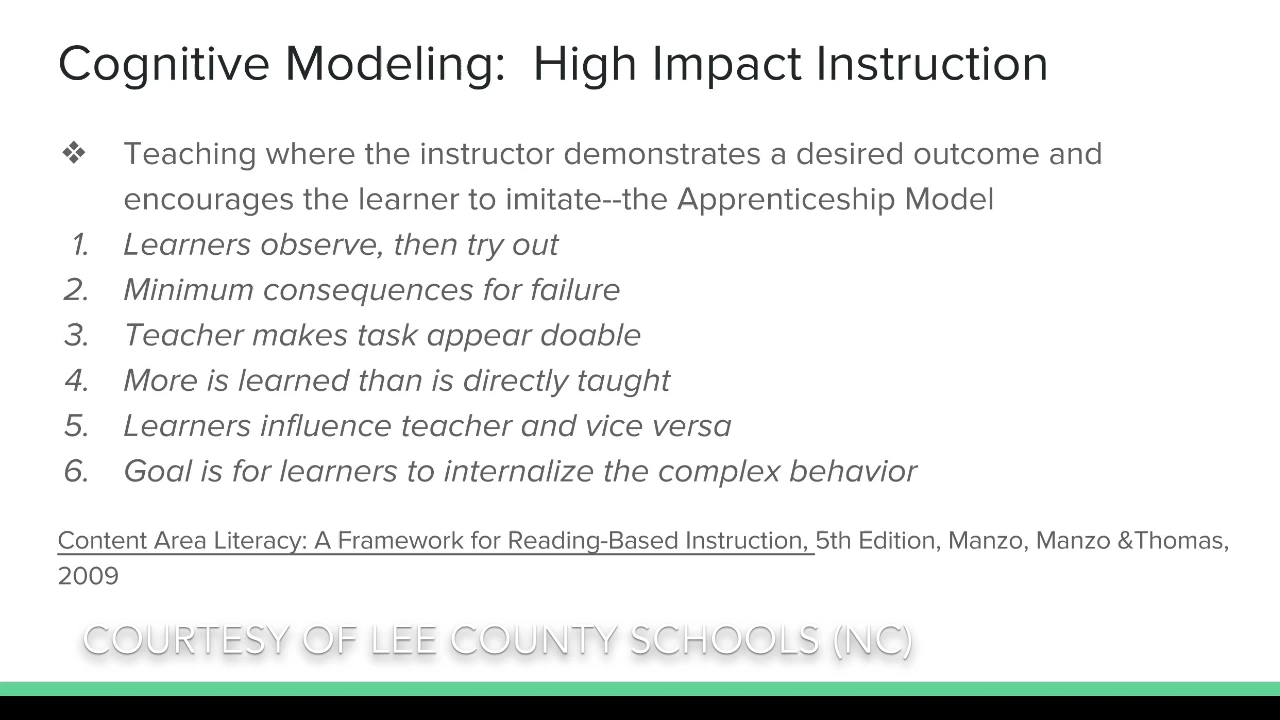 Cognitive Modeling:  High Impact Instruction
❖ Teaching where the instructor demonstrates a desired outcome and
encourages the learner to imitate--the Apprenticeship Model
1. Learners observe, then try out
2. Minimum consequences for failure
3. Teacher makes task appear doable
4. More is learned than is directly taught
5. Learners influence teacher and vice versa
6. Goal is for learners to internalize the complex behavior
Content Area Literacy: A Framework for Reading-Based Instruction, 5th Edition, Manzo, Manzo &Thomas,
2009
COURTESY OF LEE COUNTY SCHOOLS (NC)